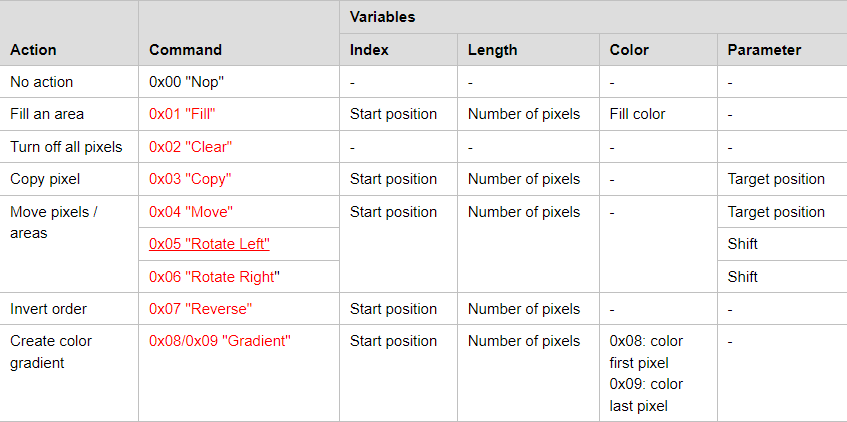 Variables
Action Command Index Length Color Parameter
No action 0x00 "Nop" - - - -
Fill an area 0x01 "Fill" Start position Number of pixels Fill color -
Turn off all pixels 0x02 "Clear" - - - -
Copy pixel 0x03 "Copy" Start position Number of pixels - Target position
Move pixels / 0x04 "Move" Start position Number of pixels - Target position
areas
0x05 "Rotate Left" Shift
0x06 "Rotate Right" Shift
Invert order 0x07 "Reverse" Start position Number of pixels - -
Create color 0x08/0x09 "Gradient" Start position Number of pixels 0x08: color -
gradient first pixel
0x09: color
last pixel